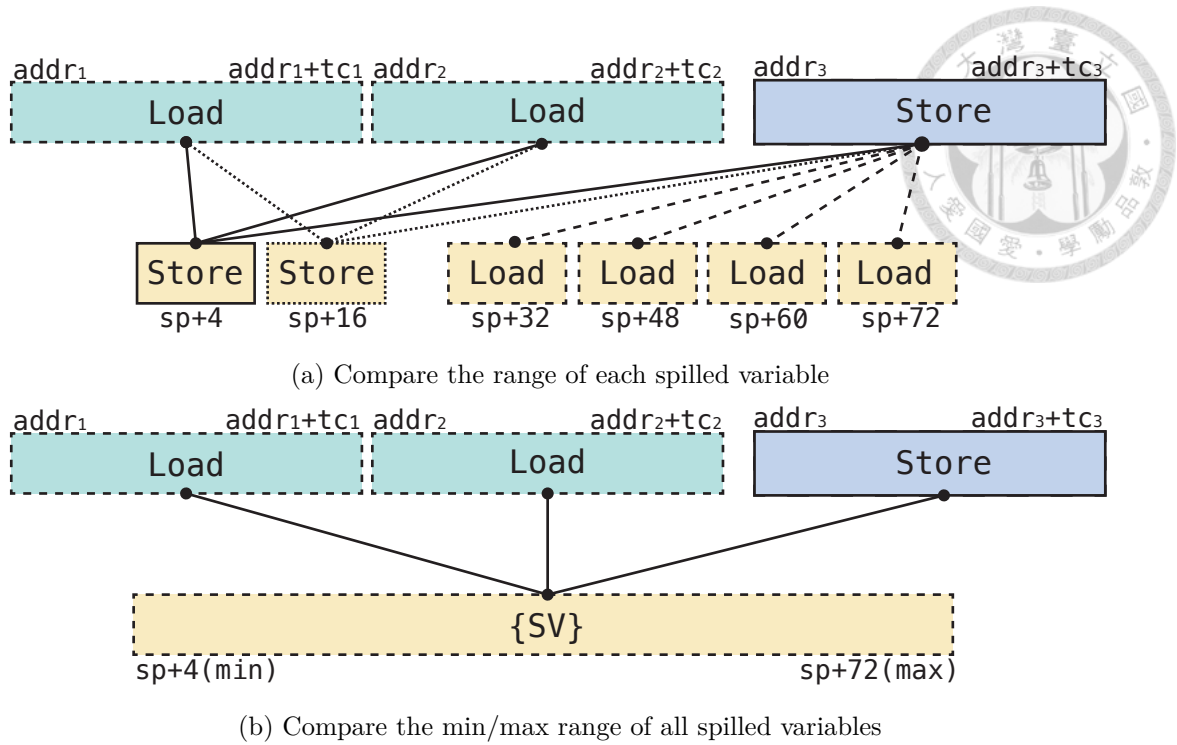 addr₁ addr₁+tc₁ addr₂ addr₂+tc₂ addr₃ addr₃+tc₃
Load Load Store
Store Store Load Load Load Load
sp+4 sp+16 sp+32 sp+48 sp+60 sp+72
(a) Compare the range of each spilled variable
addr₁ addr₁+tc₁ addr₂ addr₂+tc₂ addr₃ addr₃+tc₃
Load Load Store
{SV}
sp+4(min) sp+72(max)
(b) Compare the min/max range of all spilled variables